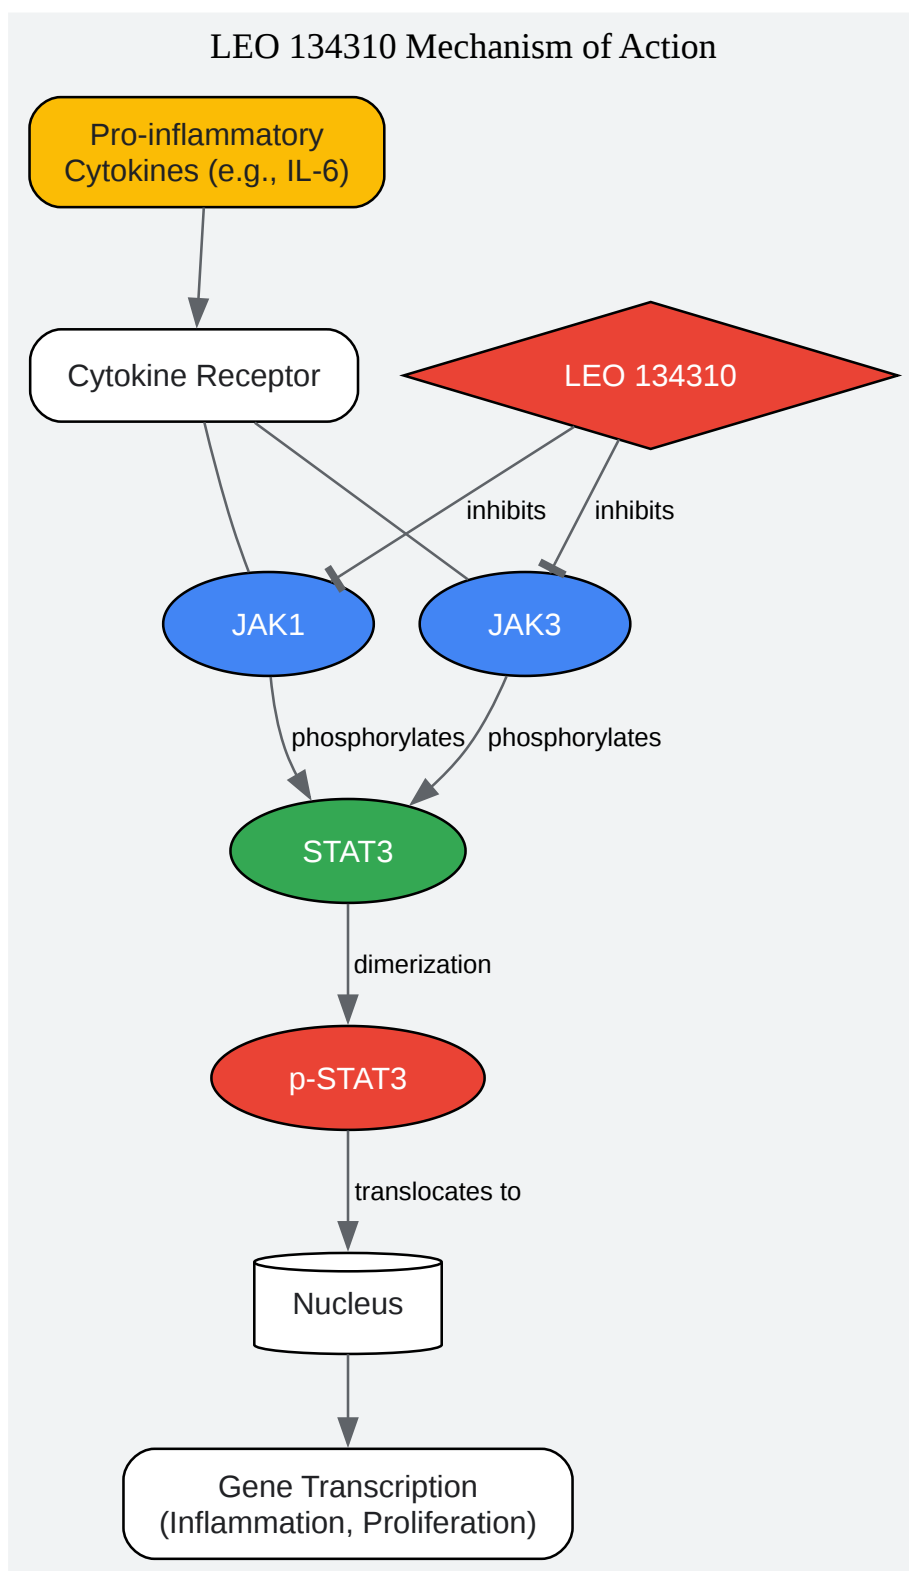 LEO 134310 Mechanism of Action
Pro-inflammatory
Cytokines (e.g., IL-6)
Cytokine Receptor
LEO 134310
inhibits
inhibits
JAK1
JAK3
phosphorylates
phosphorylates
STAT3
dimerization
p-STAT3
translocates to
Nucleus
Gene Transcription
(Inflammation, Proliferation)